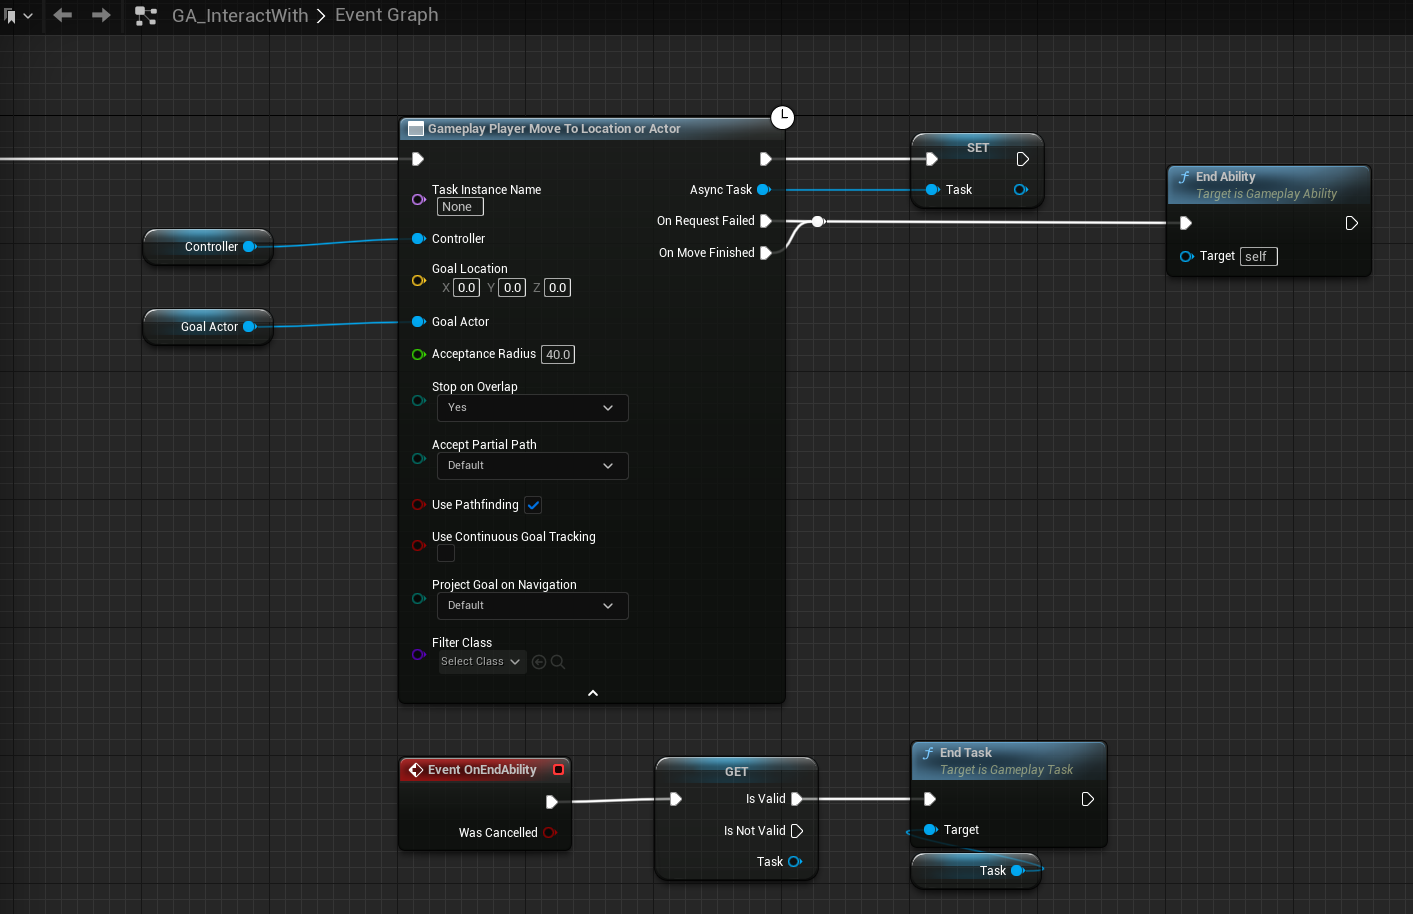 GA_InteractWith > Event Graph
Gameplay Player Move To Location or Actor
Task Instance Name
None
Async Task
On Request Failed
Controller
On Move Finished
Goal Location
X 0.0 Y 0.0 Z 0.0
Goal Actor
Acceptance Radius 40.0
Stop on Overlap
Yes
Accept Partial Path
Default
Use Pathfinding
Use Continuous Goal Tracking
Project Goal on Navigation
Default
Filter Class
Select Class
Controller
Goal Actor
SET
Task
End Ability
Target is Gameplay Ability
Target self
Event OnEndAbility
Was Cancelled
GET
Is Valid
Is Not Valid
Task
End Task
Target is Gameplay Task
Target
Task